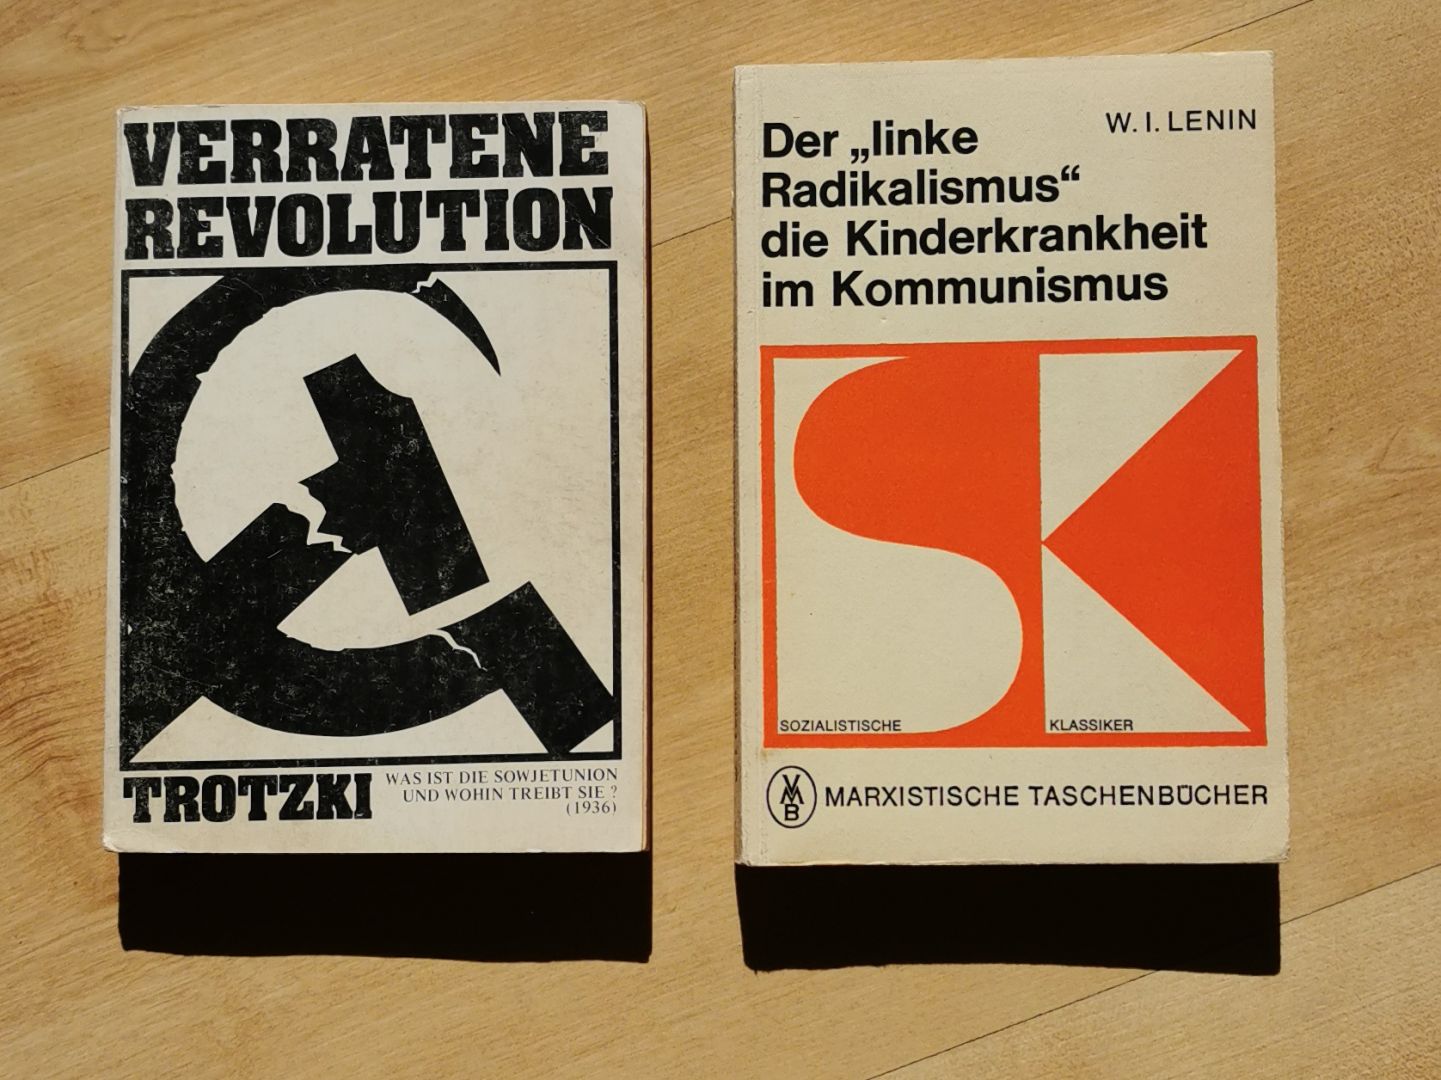 VERRATENE
REVOLUTION
TROTZKI
WAS IST DIE SOWJETUNION
UND WOHIN TREIBT SIE ?
(1936)
W. I. LENIN
Der „linke
Radikalismus“
die Kinderkrankheit
im Kommunismus
SK
SOZIALISTISCHE
KLASSIKER
VMB
MARXISTISCHE TASCHENBÜCHER